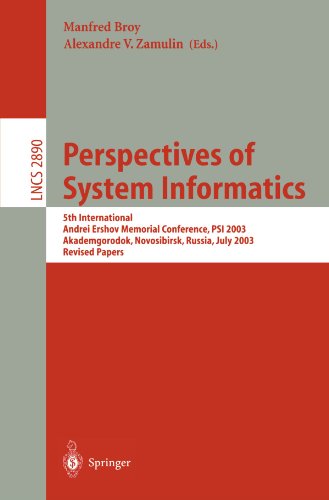 Manfred Broy
Alexandre V. Zamulin (Eds.)
LNCS 2890
Perspectives of
System Informatics
5th International
Andrei Ershov Memorial Conference, PSI 2003
Akademgorodok, Novosibirsk, Russia, July 2003
Revised Papers
Springer